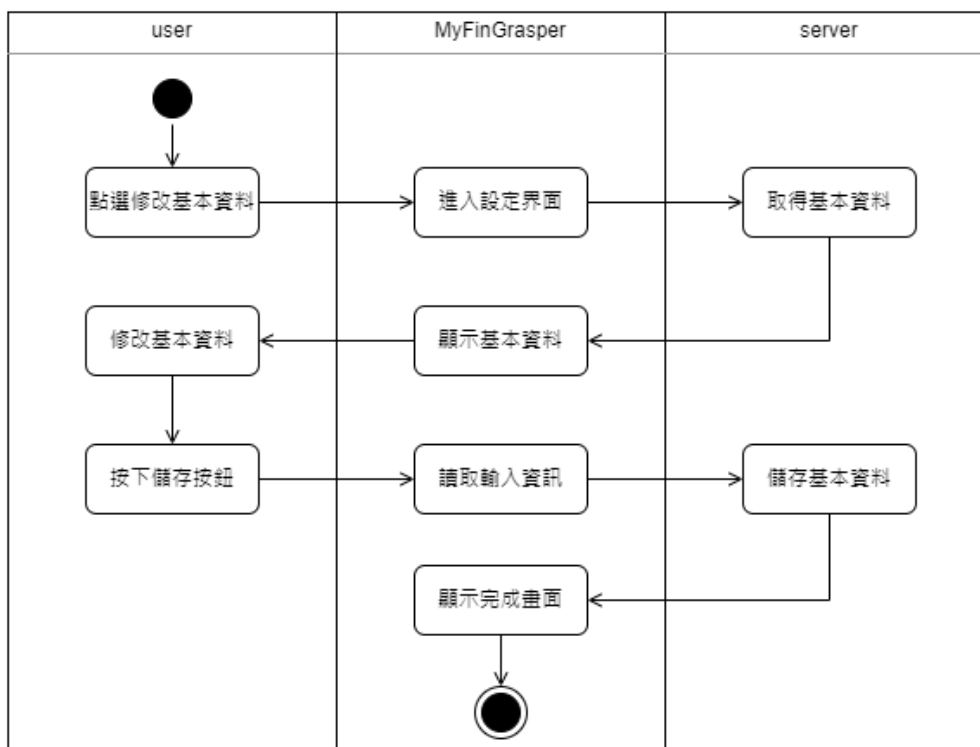 user
MyFinGrasper
server
點選修改基本資料
進入設定界面
取得基本資料
修改基本資料
顯示基本資料
按下儲存按鈕
讀取輸入資訊
儲存基本資料
顯示完成畫面